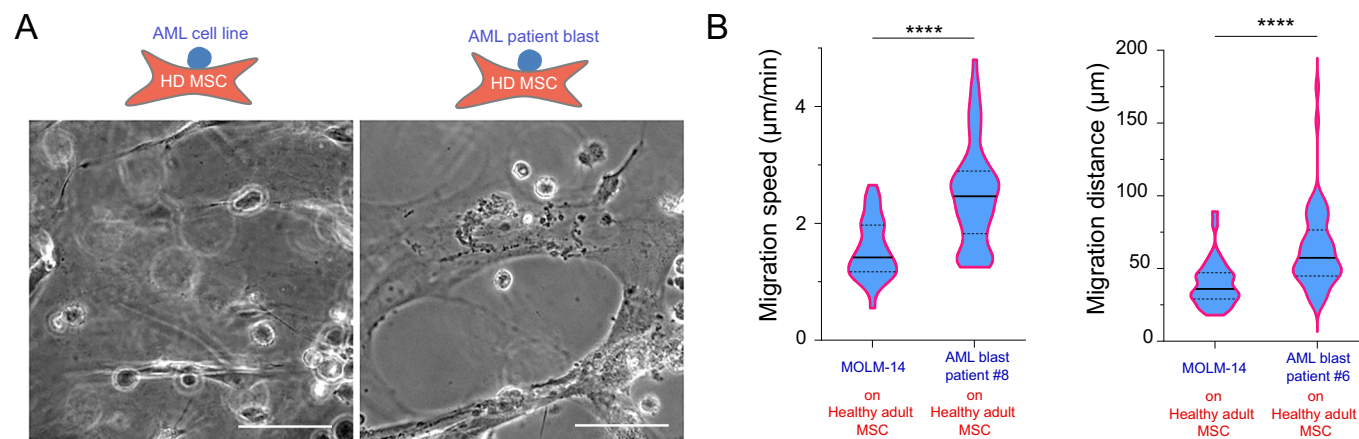 A
AML cell line
HD MSC
AML patient blast
HD MSC
B
****
Migration speed (µm/min)
4
2
0
MOLM-14
on
Healthy adult
MSC
AML blast
patient #8
on
Healthy adult
MSC
****
Migration distance (µm)
200
150
100
50
0
MOLM-14
on
Healthy adult
MSC
AML blast
patient #6
on
Healthy adult
MSC